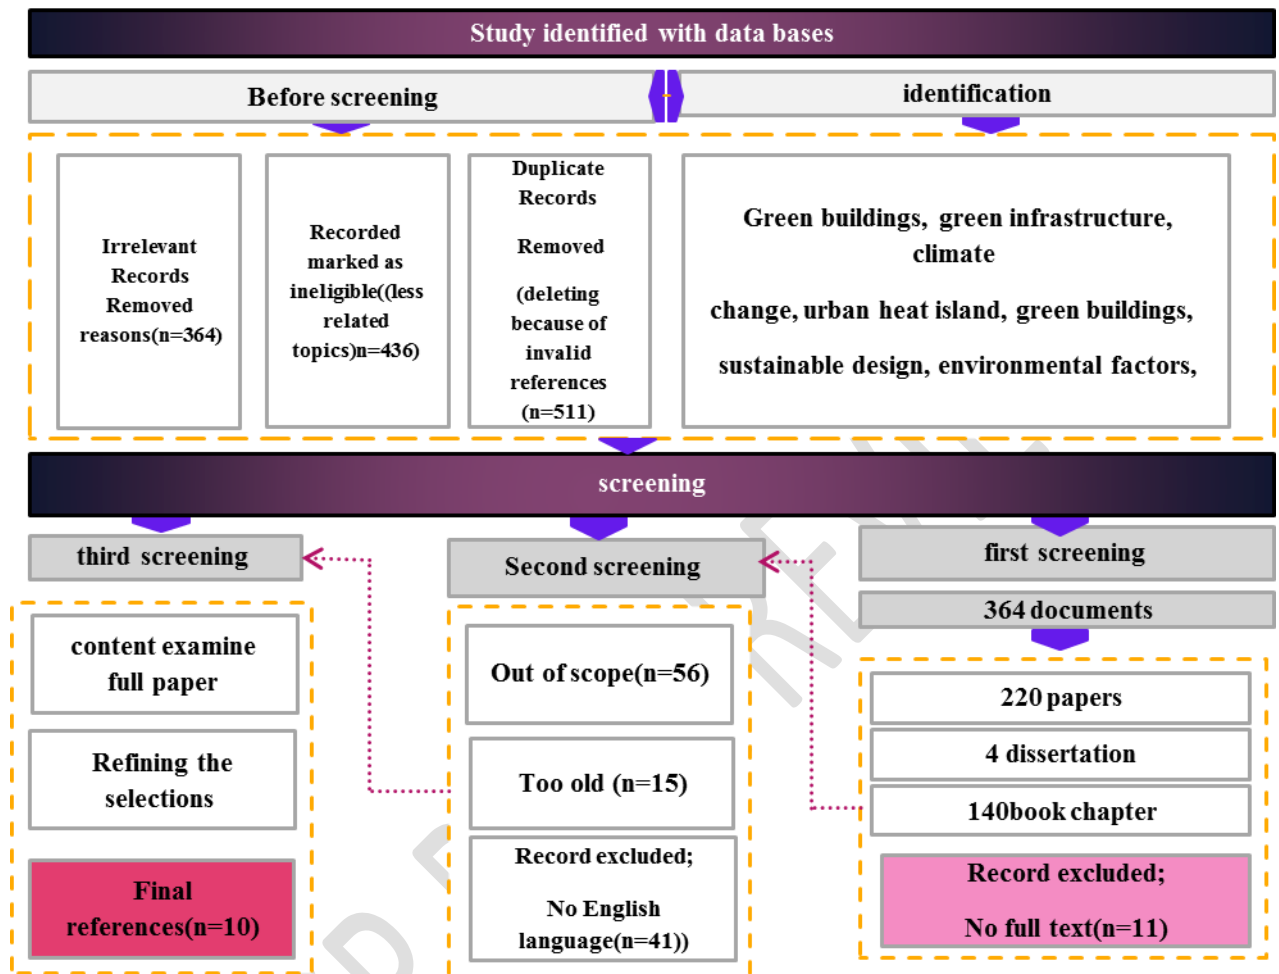 Study identified with data bases
Before screening
identification
Irrelevant
Records
Removed
reasons(n=364)
Recorded
marked as
ineligible((less
related
topics)n=436)
Duplicate
Records
Removed
(deleting
because of
invalid
references
(n=511)
Green buildings, green infrastructure,
climate
change, urban heat island, green buildings,
sustainable design, environmental factors,
screening
third screening
Second screening
first screening
364 documents
content examine
full paper
Refining the
selections
Final
references(n=10)
Out of scope(n=56)
Too old (n=15)
Record excluded;
No English
language(n=41))
220 papers
4 dissertation
140book chapter
Record excluded;
No full text(n=11)